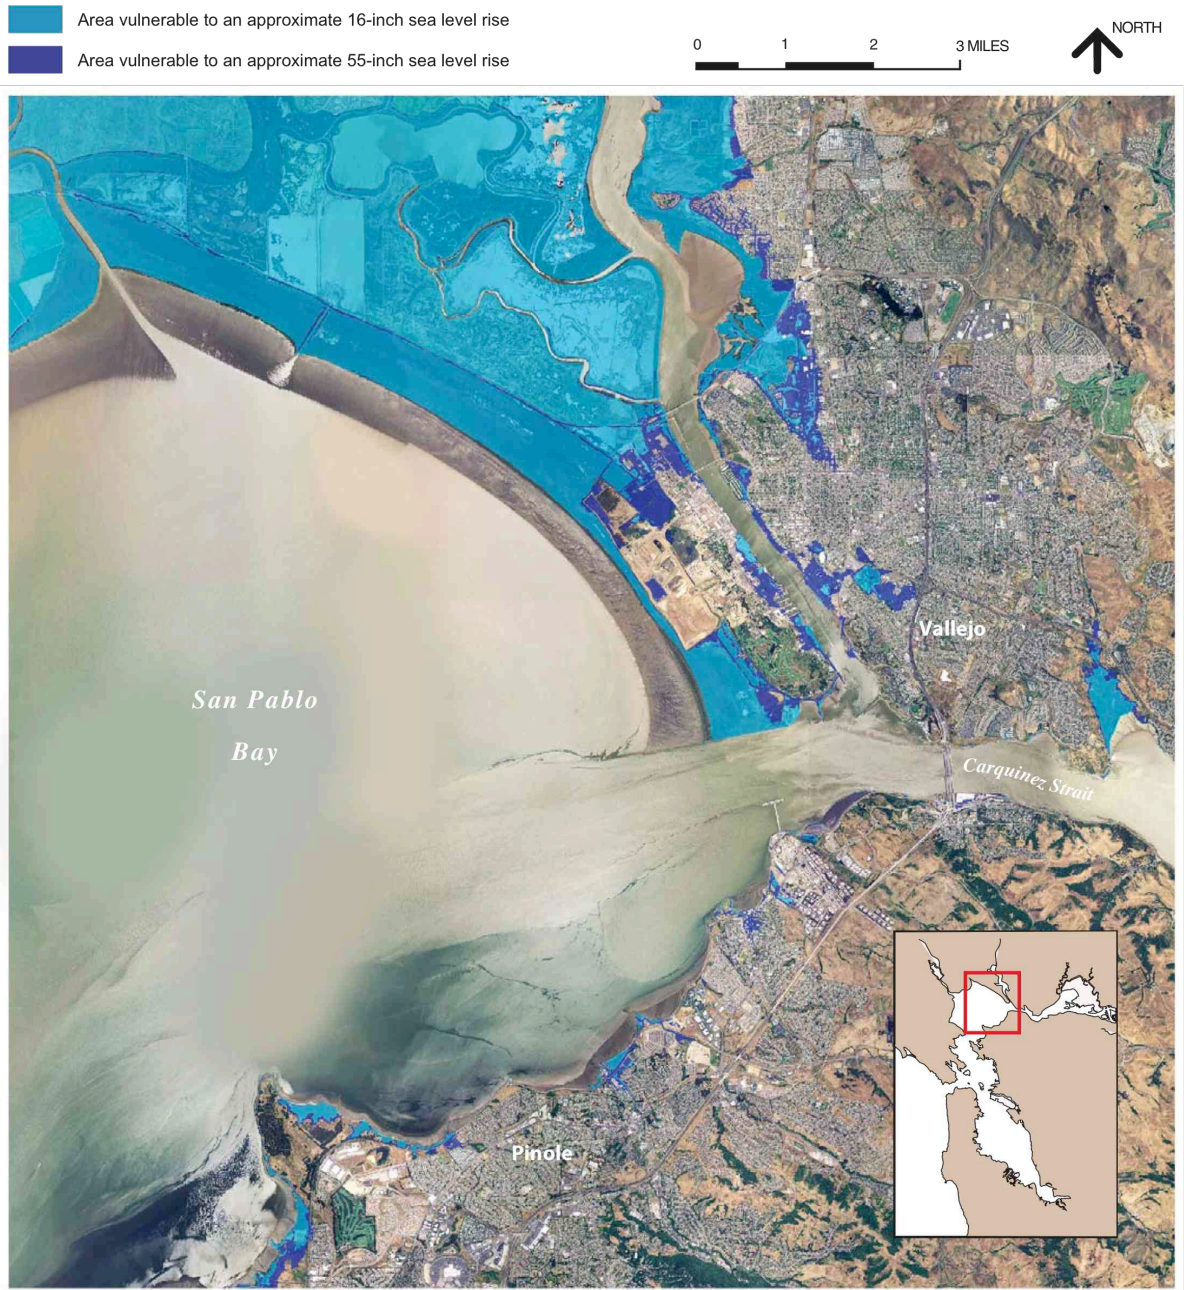 Area vulnerable to an approximate 16-inch sea level rise
Area vulnerable to an approximate 55-inch sea level rise
0 1 2 3 MILES
NORTH
Vallejo
San Pablo
Bay
Carquinez Strait
Pinole